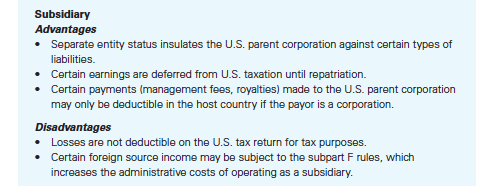 Subsidiary
Advantages
• Separate entity status insulates the U.S. parent corporation against certain types of
liabilities.
• Certain earnings are deferred from U.S. taxation until repatriation.
• Certain payments (management fees, royalties) made to the U.S. parent corporation
may only be deductible in the host country if the payor is a corporation.
Disadvantages
• Losses are not deductible on the U.S. tax return for tax purposes.
• Certain foreign source income may be subject to the subpart F rules, which
increases the administrative costs of operating as a subsidiary.